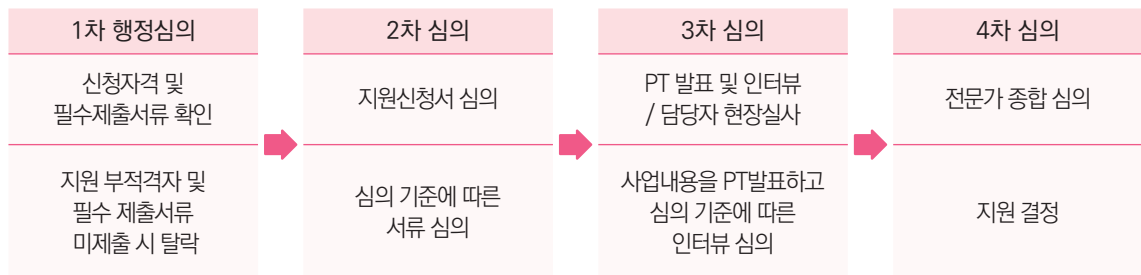 1차 행정심의
신청자격 및
필수제출서류 확인
지원 부적격자 및
필수 제출서류
미제출 시 탈락
2차 심의
지원신청서 심의
심의 기준에 따른
서류 심의
3차 심의
PT 발표 및 인터뷰
/ 담당자 현장실사
사업내용을 PT발표하고
심의 기준에 따른
인터뷰 심의
4차 심의
전문가 종합 심의
지원 결정